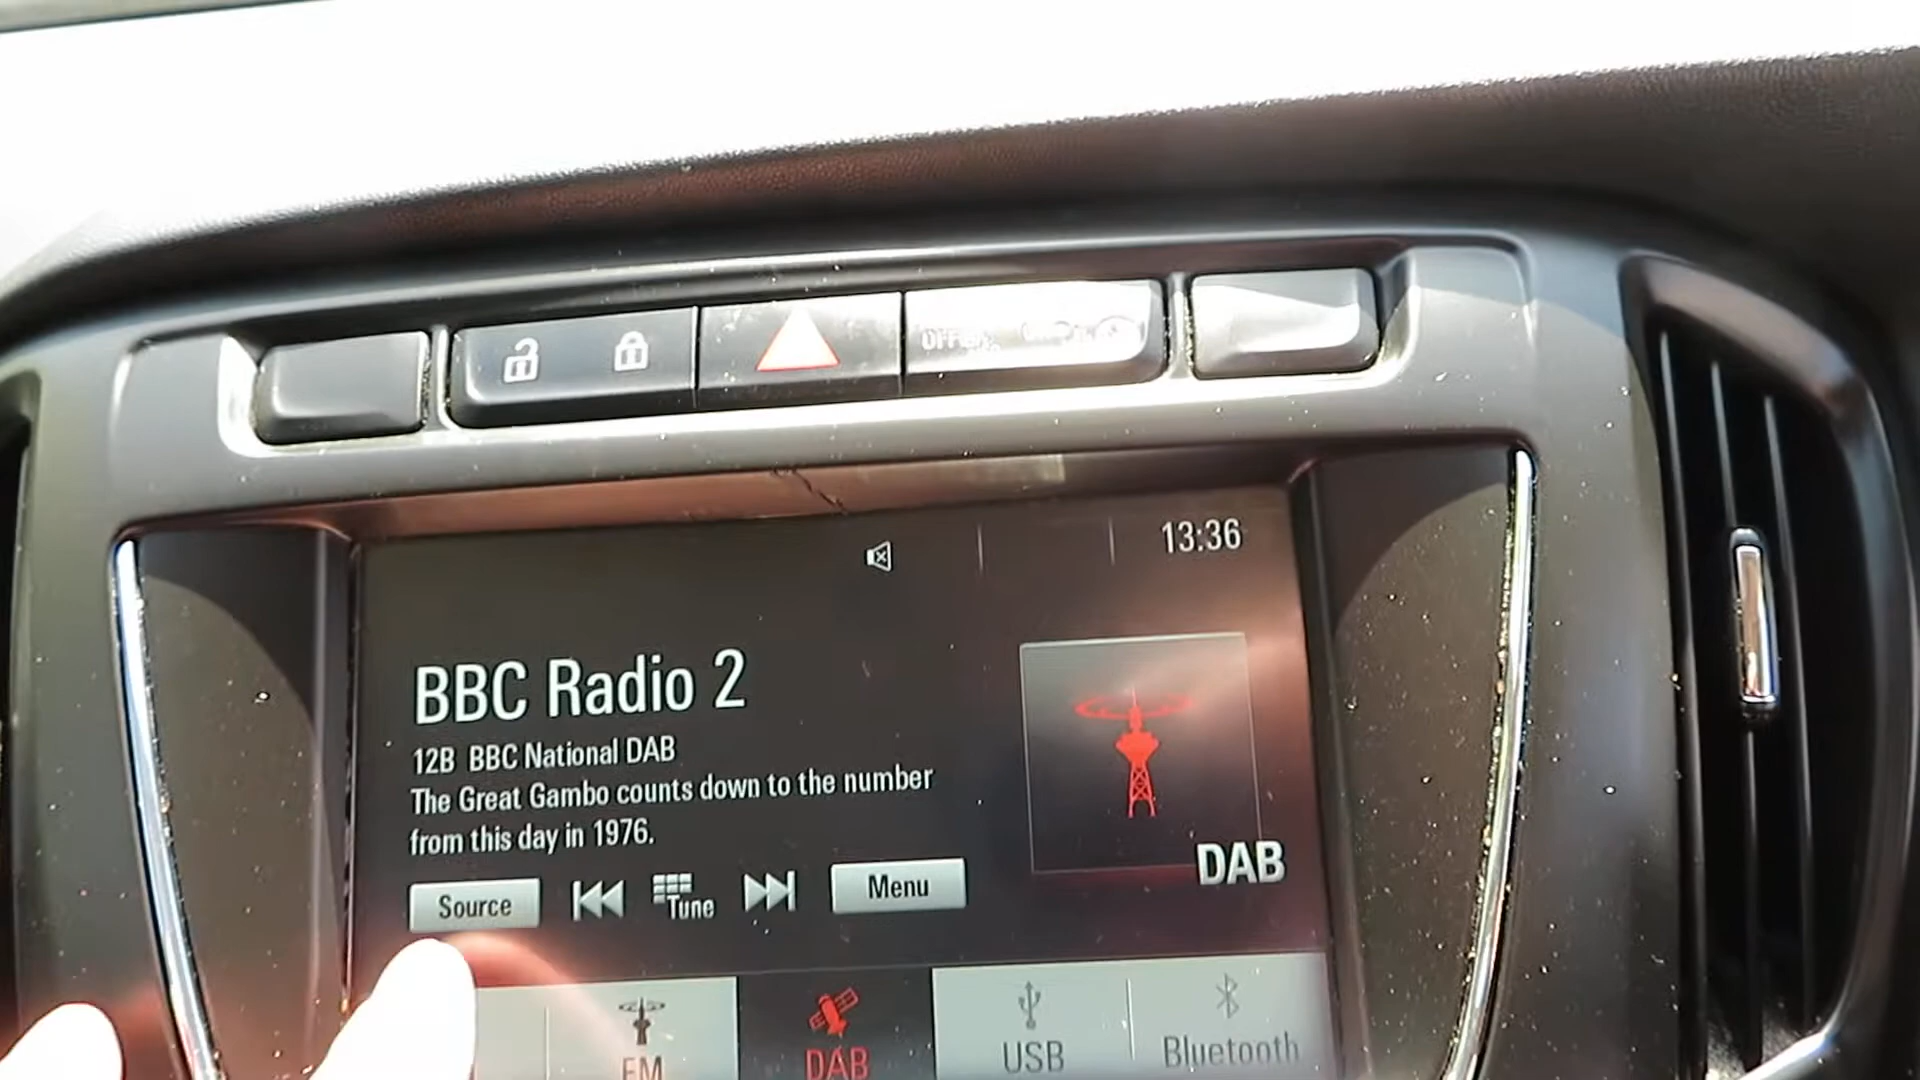 13:36
BBC Radio 2
12B BBC National DAB
The Great Gambo counts down to the number
from this day in 1976.
DAB
Source
Tune
Menu
FM
DAB
USB
Bluetooth